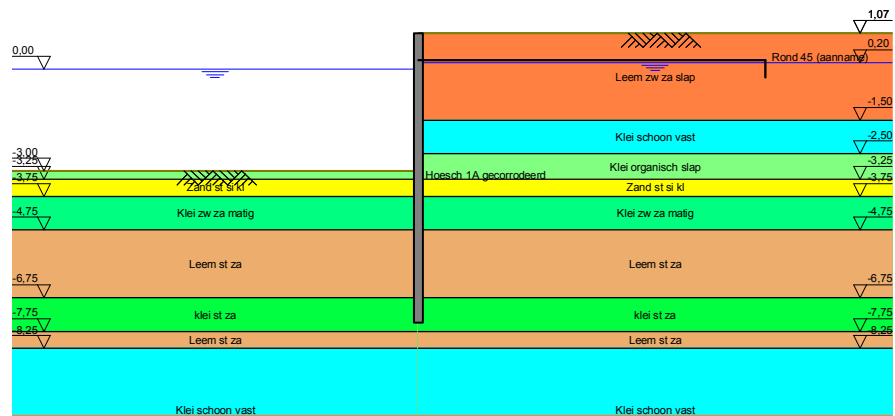 1,07
0,00
0,20
Rond 45 (aanname)
Leem zw za slap
-1,50
Klei schoon vast
-2,50
-3,00
-3,25
-3,25
Klei organisch slap
Hoesch 1A gecorrodeerd
-3,75
Zand st si kl
Zand st si kl
-3,75
Klei zw za matig
Klei zw za matig
-4,75
-4,75
Leem st za
Leem st za
-6,75
-6,75
klei st za
klei st za
-7,75
-7,75
-8,25
Leem st za
Leem st za
-8,25
Klei schoon vast
Klei schoon vast